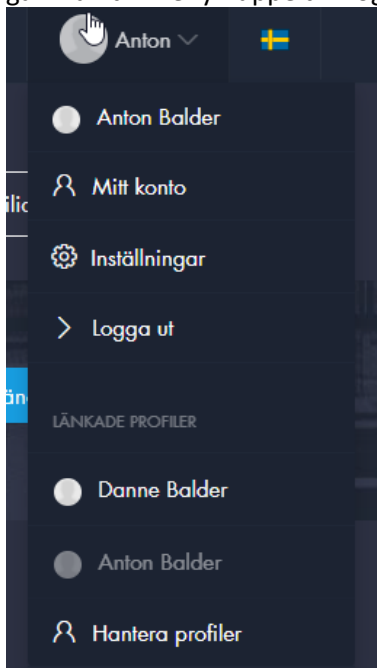 Anton
Anton Balder
Mitt konto
Inställningar
Logga ut
LÄNKADE PROFILER
Danne Balder
Anton Balder
Hantera profiler